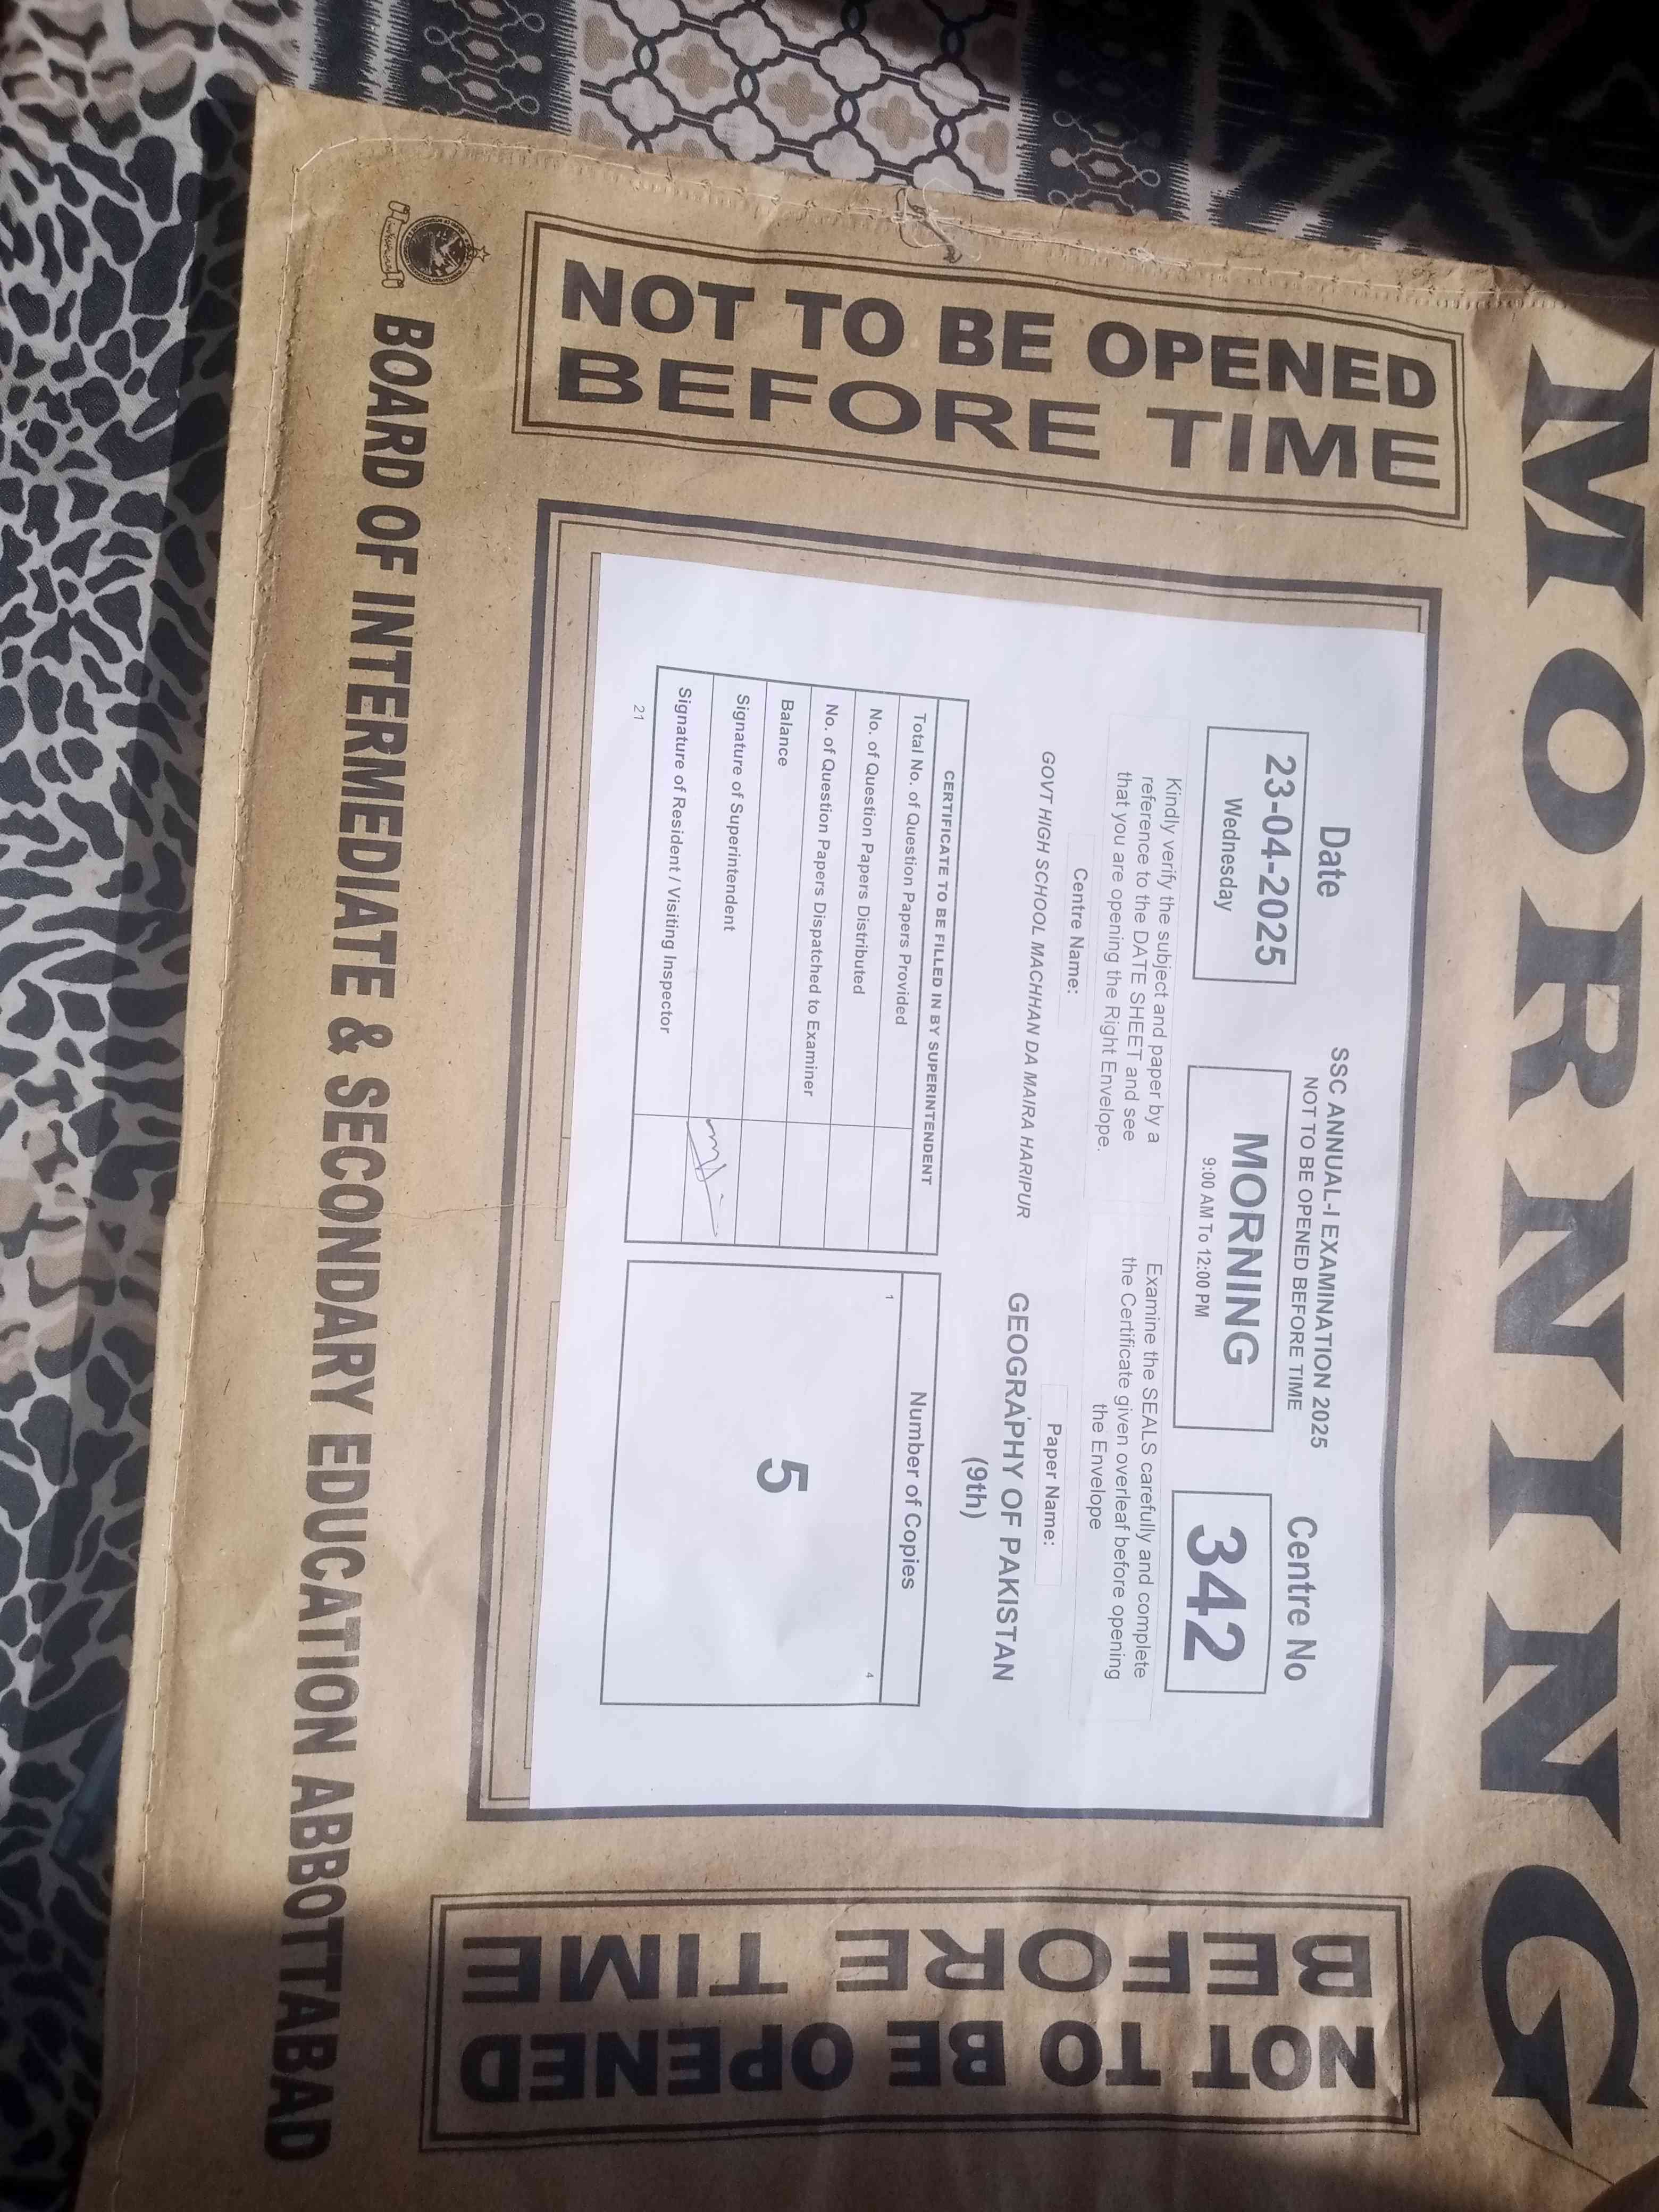 MORNING
NOT TO BE OPENED
BEFORE TIME
Date
23-04-2025
Wednesday
SSC ANNUAL-I EXAMINATION 2025
NOT TO BE OPENED BEFORE TIME
MORNING
9:00 AM To 12:00 PM
Centre No
342
Kindly verify the subject and paper by a
reference to the DATE SHEET and see
that you are opening the Right Envelope.
Examine the SEALS carefully and complete
the Certificate given overleaf before opening
the Envelope
Centre Name:
GOVT HIGH SCHOOL MACHHAN DA MAIRA HARIPUR
Paper Name:
GEOGRAPHY OF PAKISTAN
(9th)
CERTIFICATE TO BE FILLED IN BY SUPERINTENDENT
Total No. of Question Papers Provided
No. of Question Papers Distributed
No. of Question Papers Dispatched to Examiner
Balance
Signature of Superintendent
Signature of Resident / Visiting Inspector
21
Number of Copies
1
4
5
NOT TO BE OPENED
BEFORE TIME
BOARD OF INTERMEDIATE & SECONDARY EDUCATION ABBOTTABAD